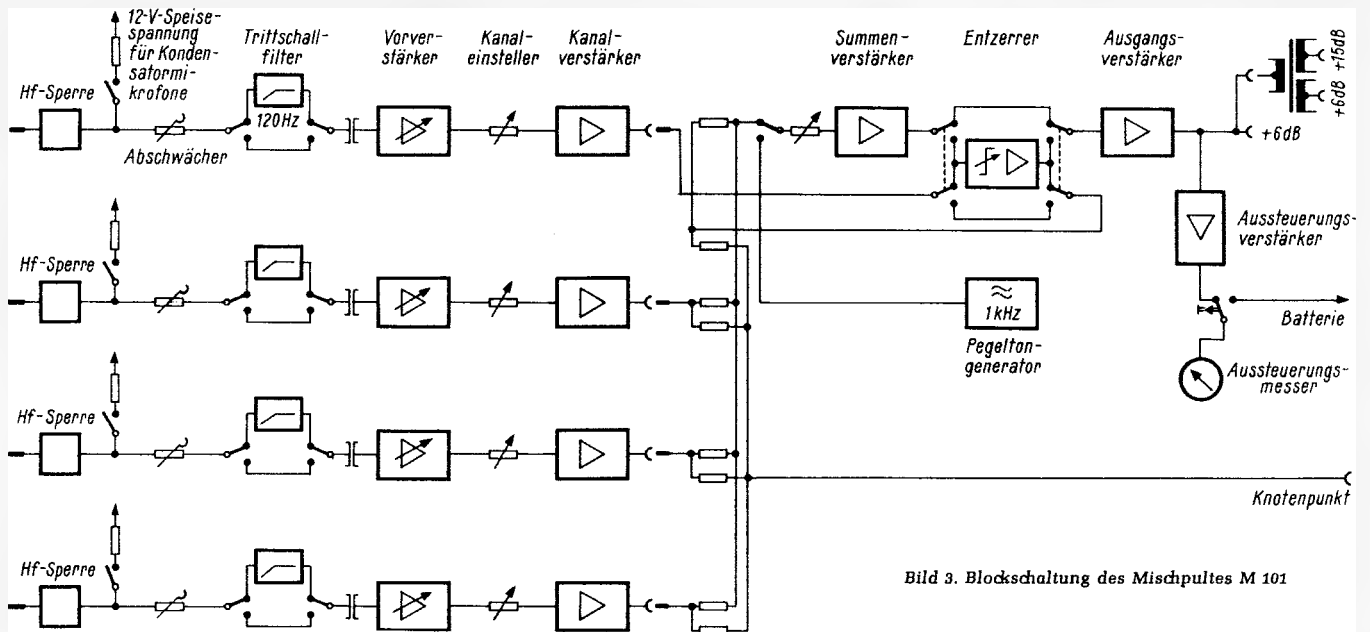 12-V-Speise-
spannung
für Konden-
satormi-
krofone
Trittschall-
filter
Vorver-
stärker
Kanal-
einsteller
Kanal-
verstärker
Summen-
verstärker
Entzerrer
Ausgangs-
verstärker
+15dB
+6dB
Hf-Sperre
120Hz
Abschwächer
+6dB
Aussteuerungs-
verstärker
Hf-Sperre
1kHz
Pegelton-
generator
Batterie
Aussteuerungs-
messer
Hf-Sperre
Knotenpunkt
Hf-Sperre
Bild 3. Blockschaltung des Mischpultes M 101